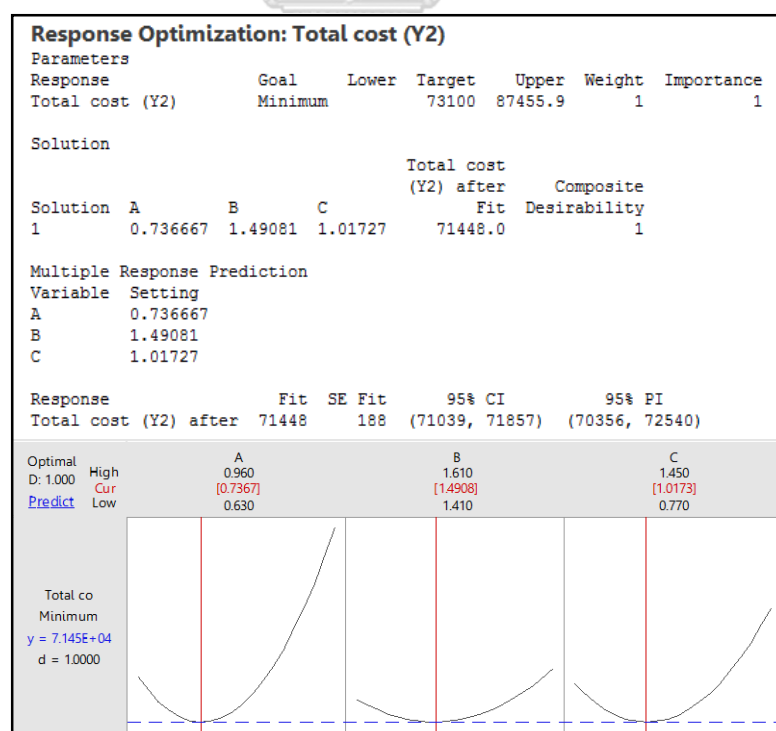 Response Optimization: Total cost (Y2)
Parameters
Response Goal Lower Target Upper Weight Importance
Total cost (Y2) Minimum 73100 87455.9 1 1
Solution
Total cost
(Y2) after Composite
Solution A B C Fit Desirability
1 0.736667 1.49081 1.01727 71448.0 1
Multiple Response Prediction
Variable Setting
A 0.736667
B 1.49081
C 1.01727
Response Fit SE Fit 95% CI 95% PI
Total cost (Y2) after 71448 188 (71039, 71857) (70356, 72540)
Optimal A B C
D: 1.000 High 0.960 1.610 1.450
Cur [0.7367] [1.4908] [1.0173]
Predict Low 0.630 1.410 0.770
Total co
Minimum
y = 7.145E+04
d = 1.0000